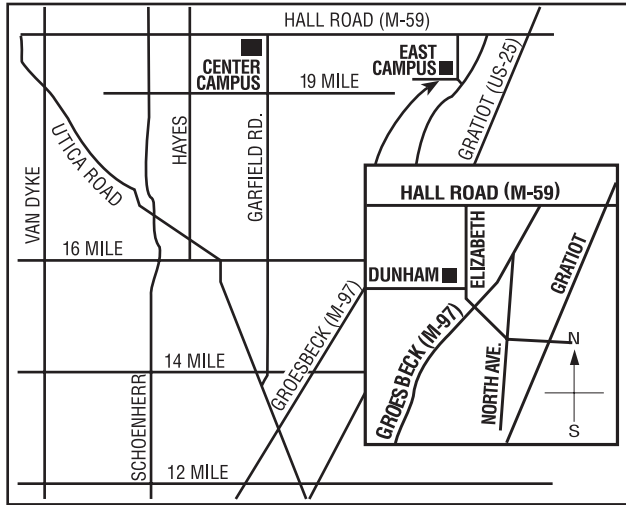 HALL ROAD (M-59)
CENTER
CAMPUS
EAST
CAMPUS
19 MILE
GRATIOT (US-25)
UTICA ROAD
HAYES
GARFIELD RD.
VAN DYKE
HALL ROAD (M-59)
ELIZABETH
16 MILE
DUNHAM
GRATIOT
GROESBECK (M-97)
GROESBECK (M-97)
N
14 MILE
NORTH AVE.
SCHOENHERR
S
12 MILE